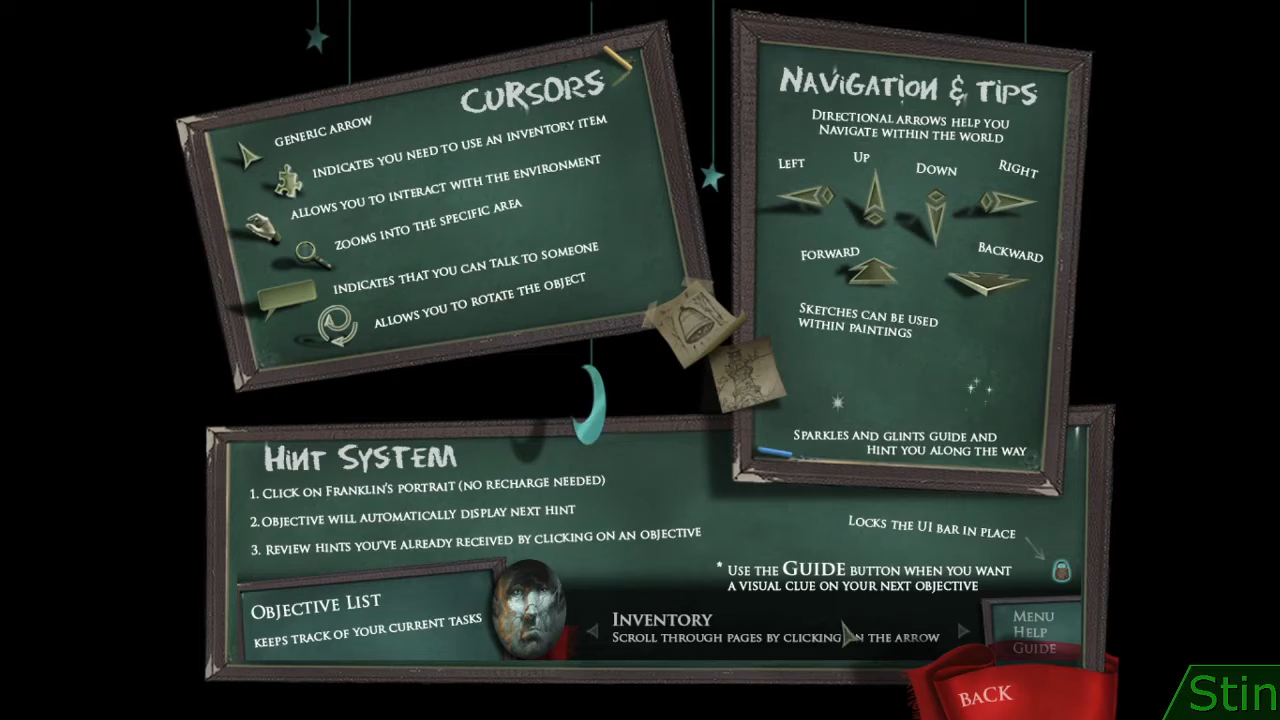 CURSORS
GENERIC ARROW
INDICATES YOU NEED TO USE AN INVENTORY ITEM
ALLOWS YOU TO INTERACT WITH THE ENVIRONMENT
ZOOMS INTO THE SPECIFIC AREA
INDICATES THAT YOU CAN TALK TO SOMEONE
ALLOWS YOU TO ROTATE THE OBJECT
NAVIGATION & TIPS
DIRECTIONAL ARROWS HELP YOU
NAVIGATE WITHIN THE WORLD
LEFT
UP
DOWN
RIGHT
FORWARD
BACKWARD
SKETCHES CAN BE USED
WITHIN PAINTINGS
SPARKLES AND GLINTS GUIDE AND
HINT YOU ALONG THE WAY
HINT SYSTEM
1. CLICK ON FRANKLIN'S PORTRAIT (NO RECHARGE NEEDED)
2. OBJECTIVE WILL AUTOMATICALLY DISPLAY NEXT HINT
3. REVIEW HINTS YOU'VE ALREADY RECEIVED BY CLICKING ON AN OBJECTIVE
LOCKS THE UI BAR IN PLACE
* USE THE GUIDE BUTTON WHEN YOU WANT
A VISUAL CLUE ON YOUR NEXT OBJECTIVE
OBJECTIVE LIST
KEEPS TRACK OF YOUR CURRENT TASKS
INVENTORY
SCROLL THROUGH PAGES BY CLICKING ON THE ARROW
MENU
HELP
GUIDE
BACK
Stin